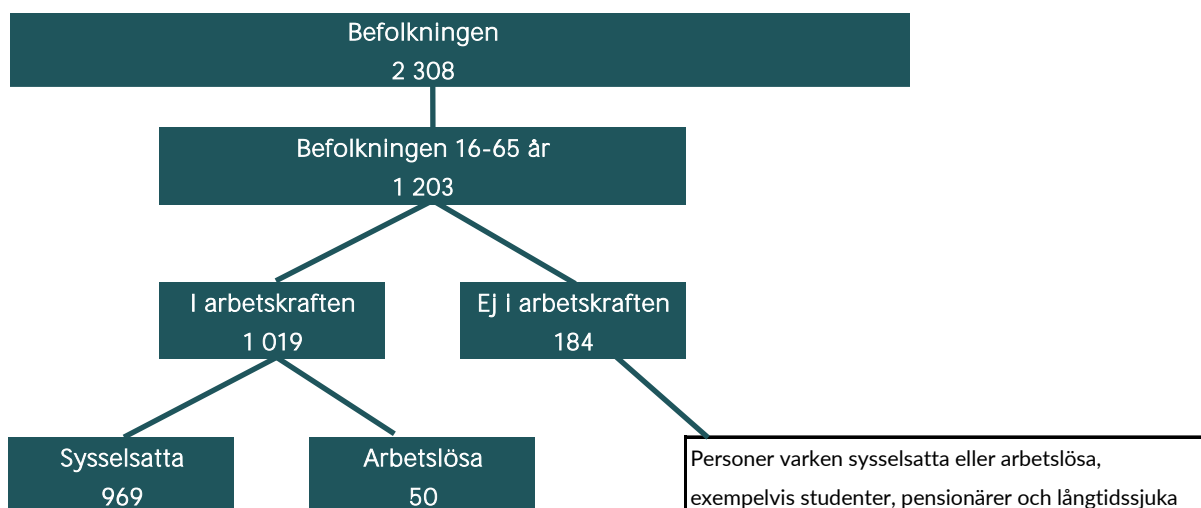 Befolkningen
2 308
Befolkningen 16-65 år
1 203
I arbetskraften
1 019
Ej i arbetskraften
184
Sysselsatta
969
Arbetslösa
50
Personer varken sysselsatta eller arbetslösa,
exempelvis studenter, pensionärer och långtidssjuka